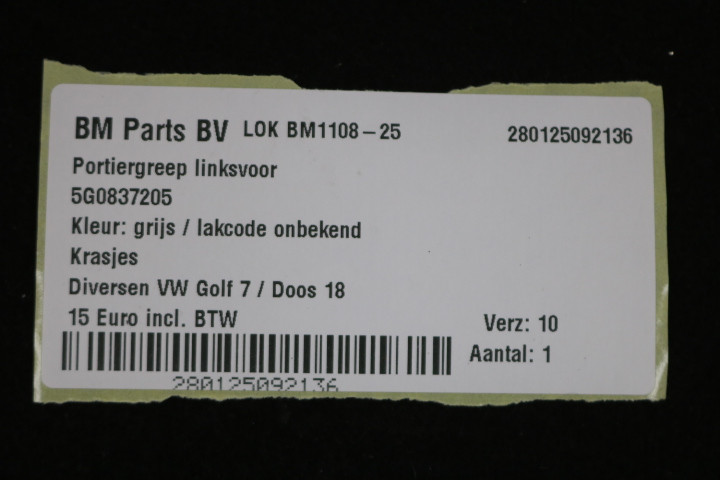 BM Parts BV LOK BM1108-25 280125092136
Portiergreep linksvoor
5G0837205
Kleur: grijs / lakcode onbekend
Krasjes
Diversen VW Golf 7 / Doos 18
15 Euro incl. BTW Verz: 10
Aantal: 1
280125092136